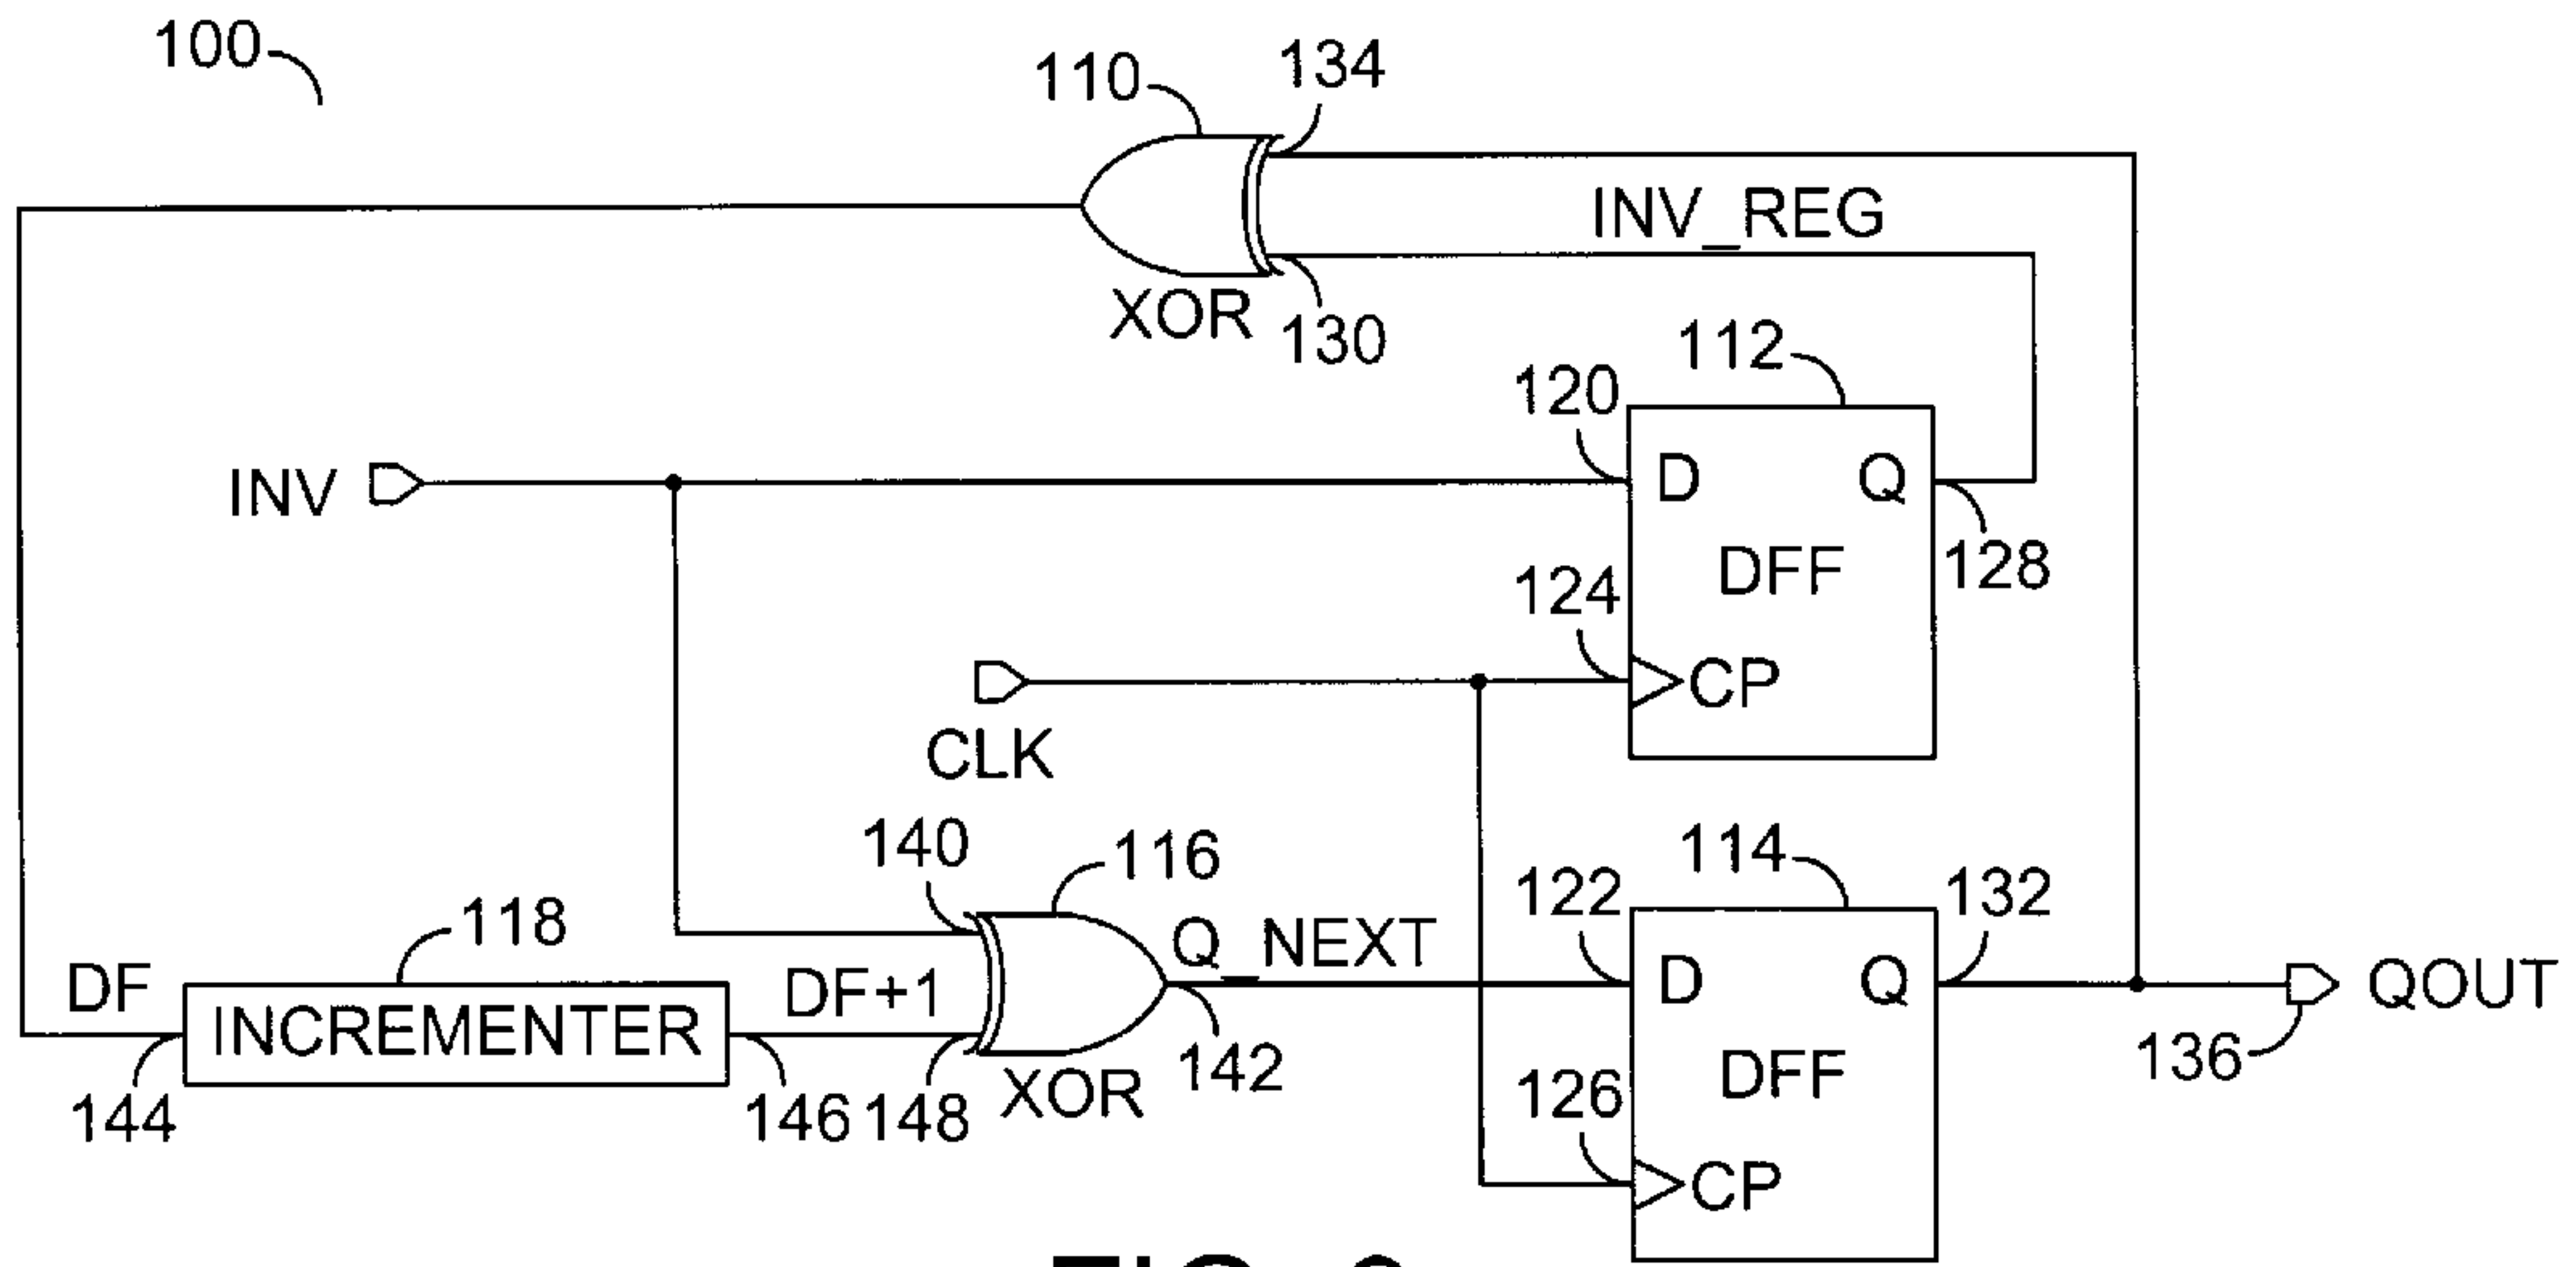 100
110
134
INV_REG
XOR
130
112
120
INV
D
Q
DFF
128
124
CP
CLK
140
116
114
118
Q_NEXT
122
132
DF
DF+1
D
Q
QOUT
INCREMENTER
142
136
144
146
148
XOR
126
DFF
CP